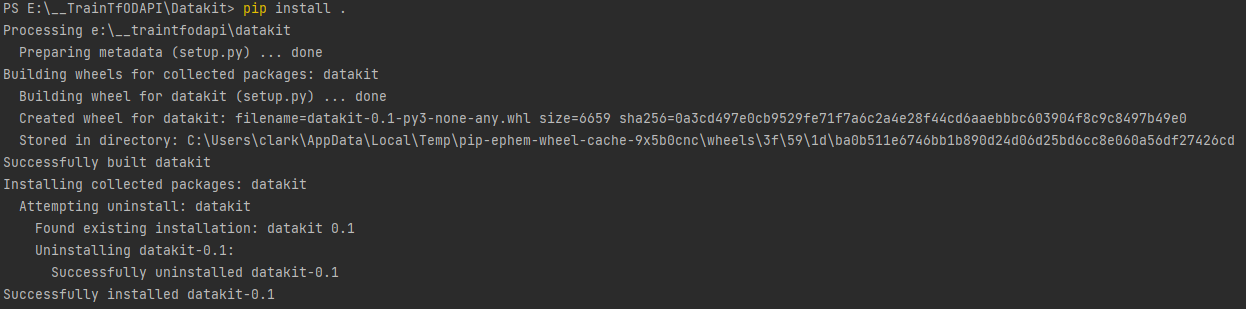 PS E:\__TrainTfODAPI\Datakit> pip install .
Processing e:\__traintfodapi\datakit
Preparing metadata (setup.py) ... done
Building wheels for collected packages: datakit
Building wheel for datakit (setup.py) ... done
Created wheel for datakit: filename=datakit-0.1-py3-none-any.whl size=6659 sha256=0a3cd497e0cb9529fe71f7a6c2a4e28f44cd6aaebbbc603904f8c9c8497b49e0
Stored in directory: C:\Users\clark\AppData\Local\Temp\pip-ephem-wheel-cache-9x5b0cnc\wheels\3f\59\1d\ba0b511e6746bb1b890d24d06d25bd6cc8e060a56df27426cd
Successfully built datakit
Installing collected packages: datakit
Attempting uninstall: datakit
Found existing installation: datakit 0.1
Uninstalling datakit-0.1:
Successfully uninstalled datakit-0.1
Successfully installed datakit-0.1